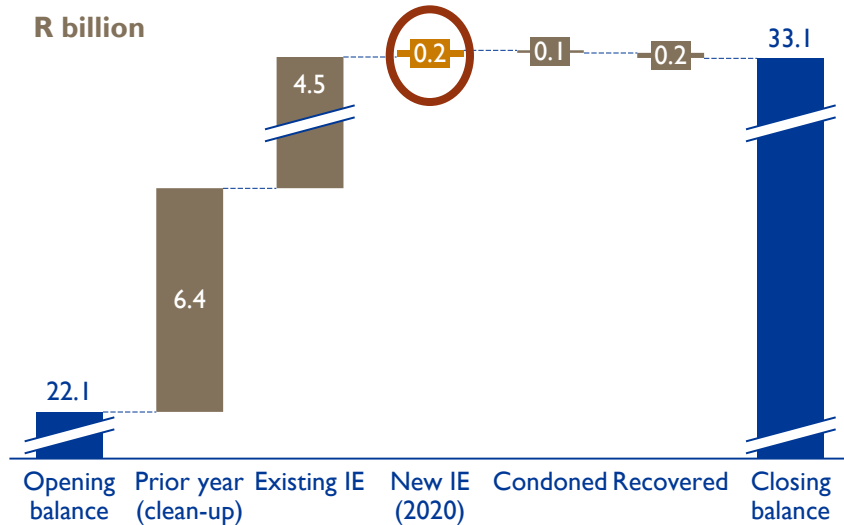 R billion
22.1
6.4
4.5
0.2
0.1
0.2
33.1
Opening balance
Prior year (clean-up)
Existing IE
New IE (2020)
Condoned
Recovered
Closing balance